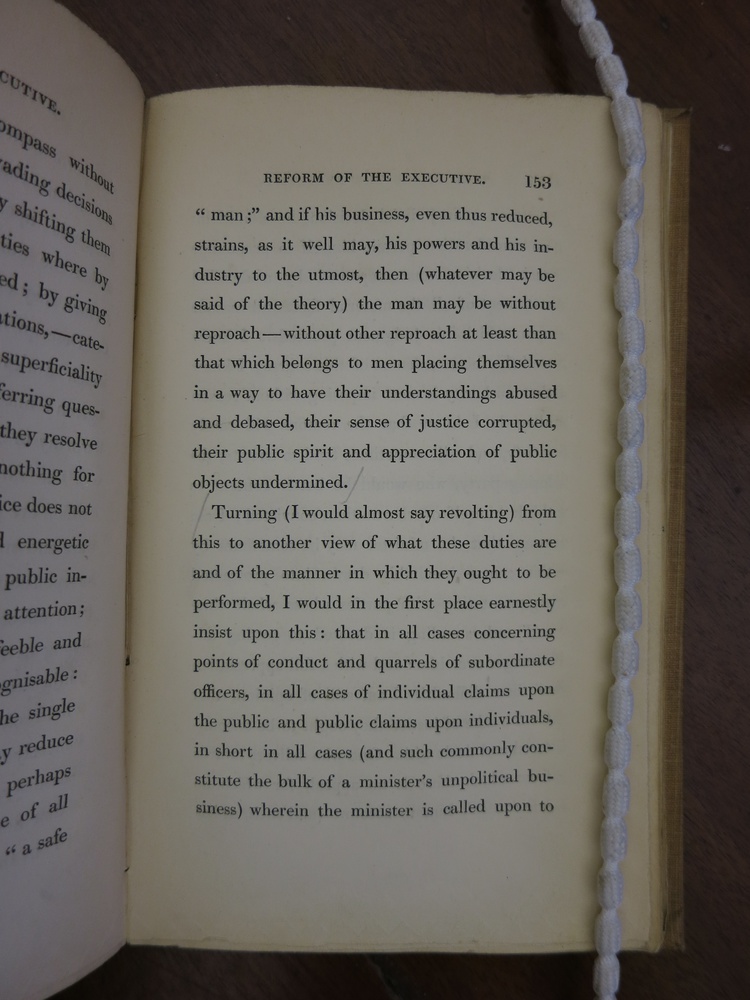 CUTIVE.
ompass without
ading decisions
y shifting them
ties where by
ed; by giving
ations,—cate-
superficiality
ferring ques-
they resolve
nothing for
ice does not
energetic
public in-
attention;
feeble and
gnisable:
he single
y reduce
perhaps
e of all
“ a safe
REFORM OF THE EXECUTIVE. 153
“ man;” and if his business, even thus reduced,
strains, as it well may, his powers and his in-
dustry to the utmost, then (whatever may be
said of the theory) the man may be without
reproach—without other reproach at least than
that which belongs to men placing themselves
in a way to have their understandings abused
and debased, their sense of justice corrupted,
their public spirit and appreciation of public
objects undermined.
Turning (I would almost say revolting) from
this to another view of what these duties are
and of the manner in which they ought to be
performed, I would in the first place earnestly
insist upon this: that in all cases concerning
points of conduct and quarrels of subordinate
officers, in all cases of individual claims upon
the public and public claims upon individuals,
in short in all cases (and such commonly con-
stitute the bulk of a minister’s unpolitical bu-
siness) wherein the minister is called upon to